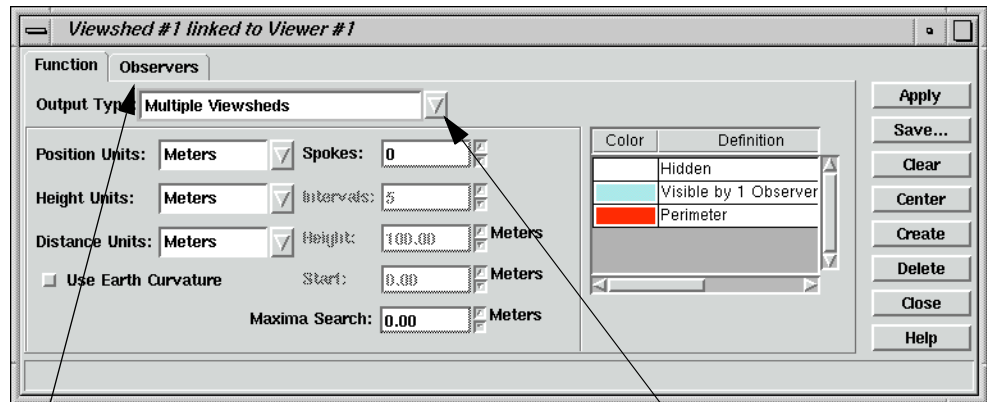 Viewshed #1 linked to Viewer #1
Function Observers
Output Type: Multiple Viewsheds
Position Units: Meters Spokes: 0
Height Units: Meters Intervals: 5
Distance Units: Meters Height: 100.00 Meters
Use Earth Curvature Start: 0.00 Meters
Maxima Search: 0.00 Meters
Color Definition
Hidden
Visible by 1 Observer
Perimeter
Apply
Save...
Clear
Center
Create
Delete
Close
Help